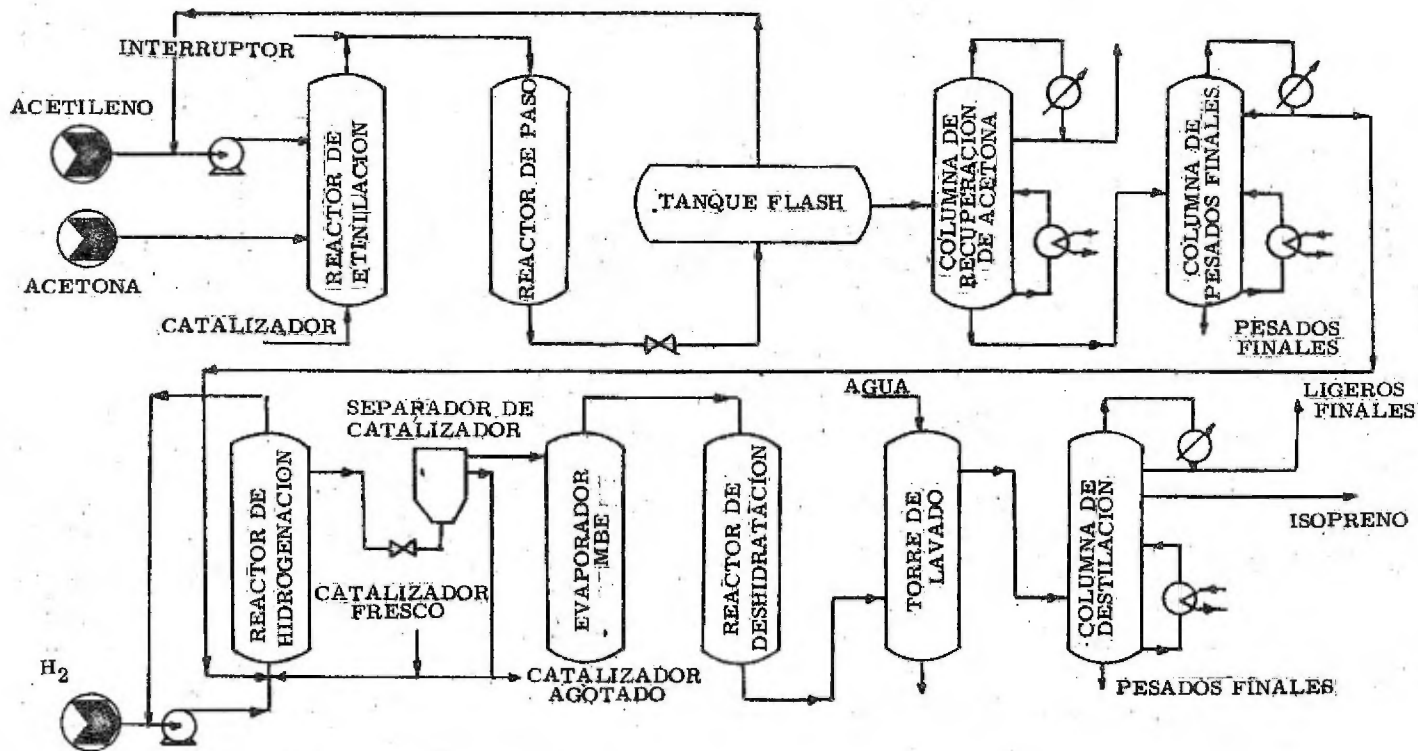 INTERRUPTOR
ACETILENO
ACETONA
CATALIZADOR
REACTOR DE
ETINILACION
REACTOR DE PASO
TANQUE FLASH
COLUMNA DE
RECUPERACION
DE ACETONA
COLUMNA DE
PESADOS FINALES
PESADOS
FINALES
H2
REACTOR DE
HIDROGENACION
SEPARADOR DE
CATALIZADOR
CATALIZADOR
FRESCO
CATALIZADOR
AGOTADO
EVAPORADOR
MBE
REACTOR DE
DESHIDRATACION
AGUA
TORRE DE
LAVADO
COLUMNA DE
DESTILACION
LIGEROS
FINALES
ISOPRENO
PESADOS FINALES